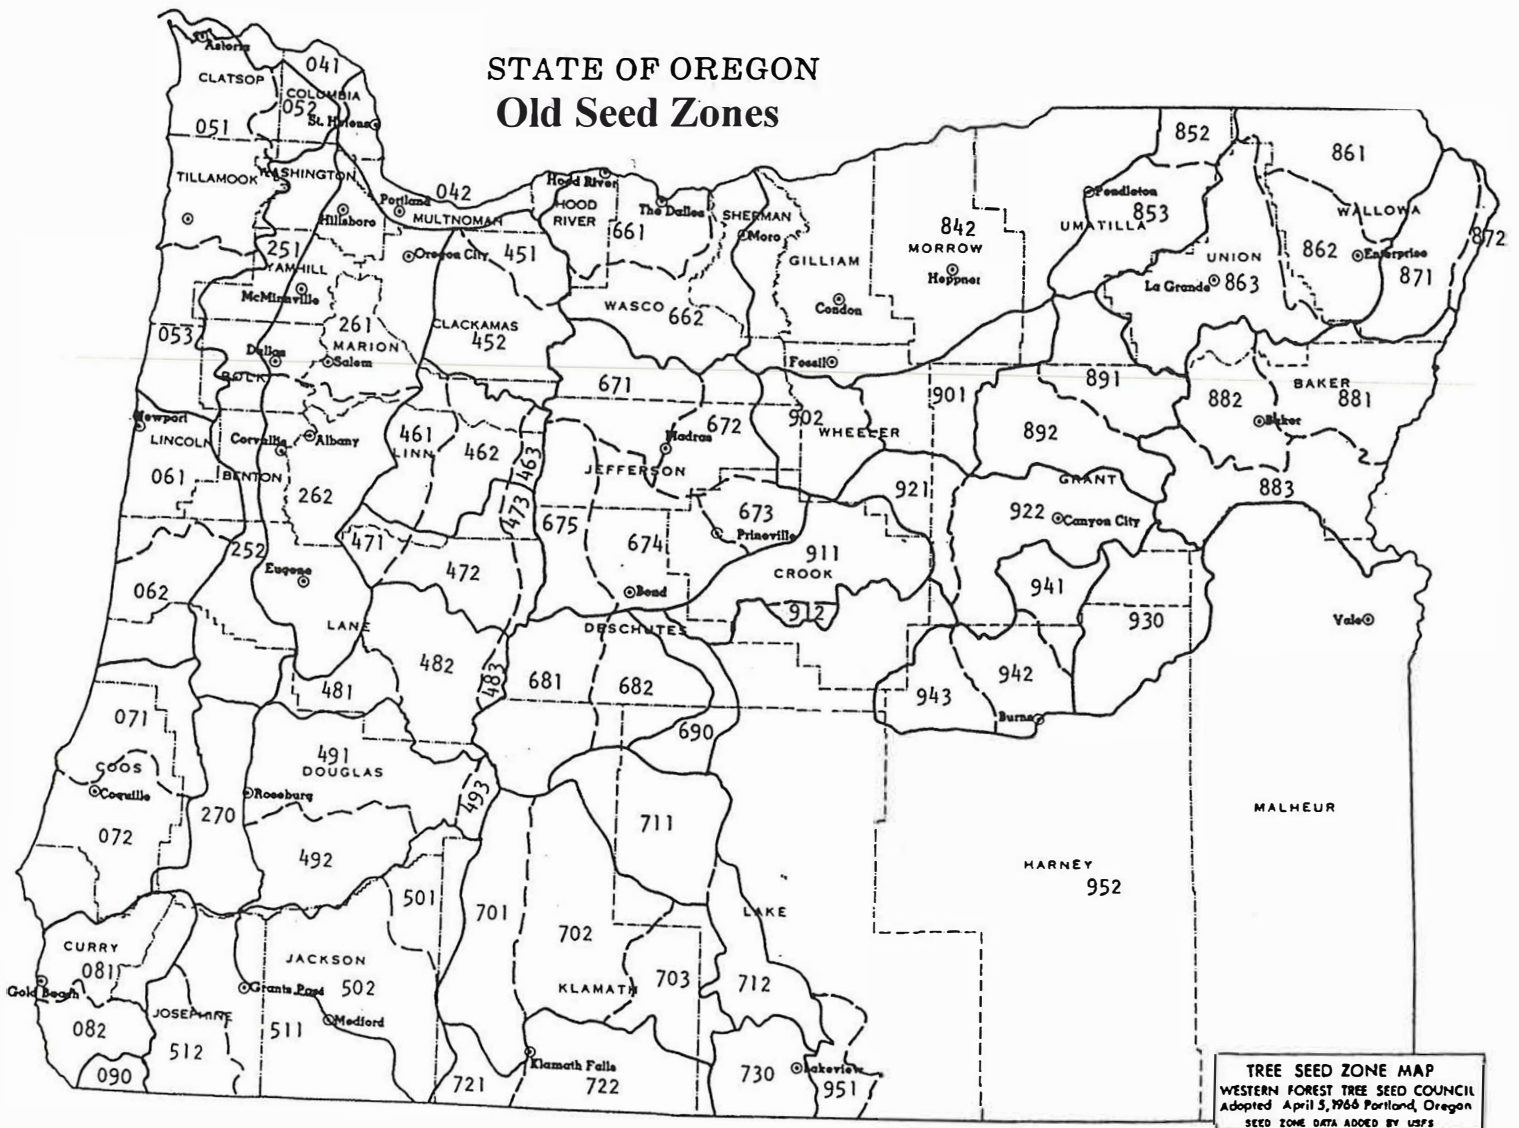 STATE OF OREGON
Old Seed Zones
Astoria
CLATSOP
041
COLUMBIA
052
St. Helens
051
852
861
TILLAMOOK
WASHINGTON
042
Hood River
Pendleton
Portland
Hillsboro
MULTNOMAH
HOOD
RIVER
The Dalles
SHERMAN
Moro
661
842
MORROW
Heppner
UMATILLA
853
WALLOWA
872
251
YAMHILL
Oregon City
451
GILLIAM
UNION
862
Enterprise
871
La Grande
863
McMinnville
WASCO
662
Condon
053
261
MARION
CLACKAMAS
452
Dallas
Salem
POLK
Fossil
671
891
BAKER
882
881
901
Baker
Newport
LINCOLN
Corvallis
Albany
461
LINN
462
463
672
Madras
902
WHEELER
892
061
BENTON
JEFFERSON
262
921
GRANT
883
473
675
673
Prineville
922
Canyon City
252
471
674
911
CROOK
Eugene
472
062
Bend
941
912
930
Vale
LANE
DESCHUTES
482
483
481
681
682
943
942
071
690
Burns
491
DOUGLAS
COOS
Coquille
Roseburg
493
270
711
MALHEUR
072
492
HARNEY
952
501
701
LAKE
702
CURRY
081
JACKSON
502
703
712
Gold Beach
Grants Pass
KLAMATH
082
JOSEPHINE
511
Medford
512
090
Klamath Falls
721
722
730
Lakeview
951
TREE SEED ZONE MAP
WESTERN FOREST TREE SEED COUNCIL
Adopted April 5, 1966 Portland, Oregon
SEED ZONE DATA ADDED BY USFS